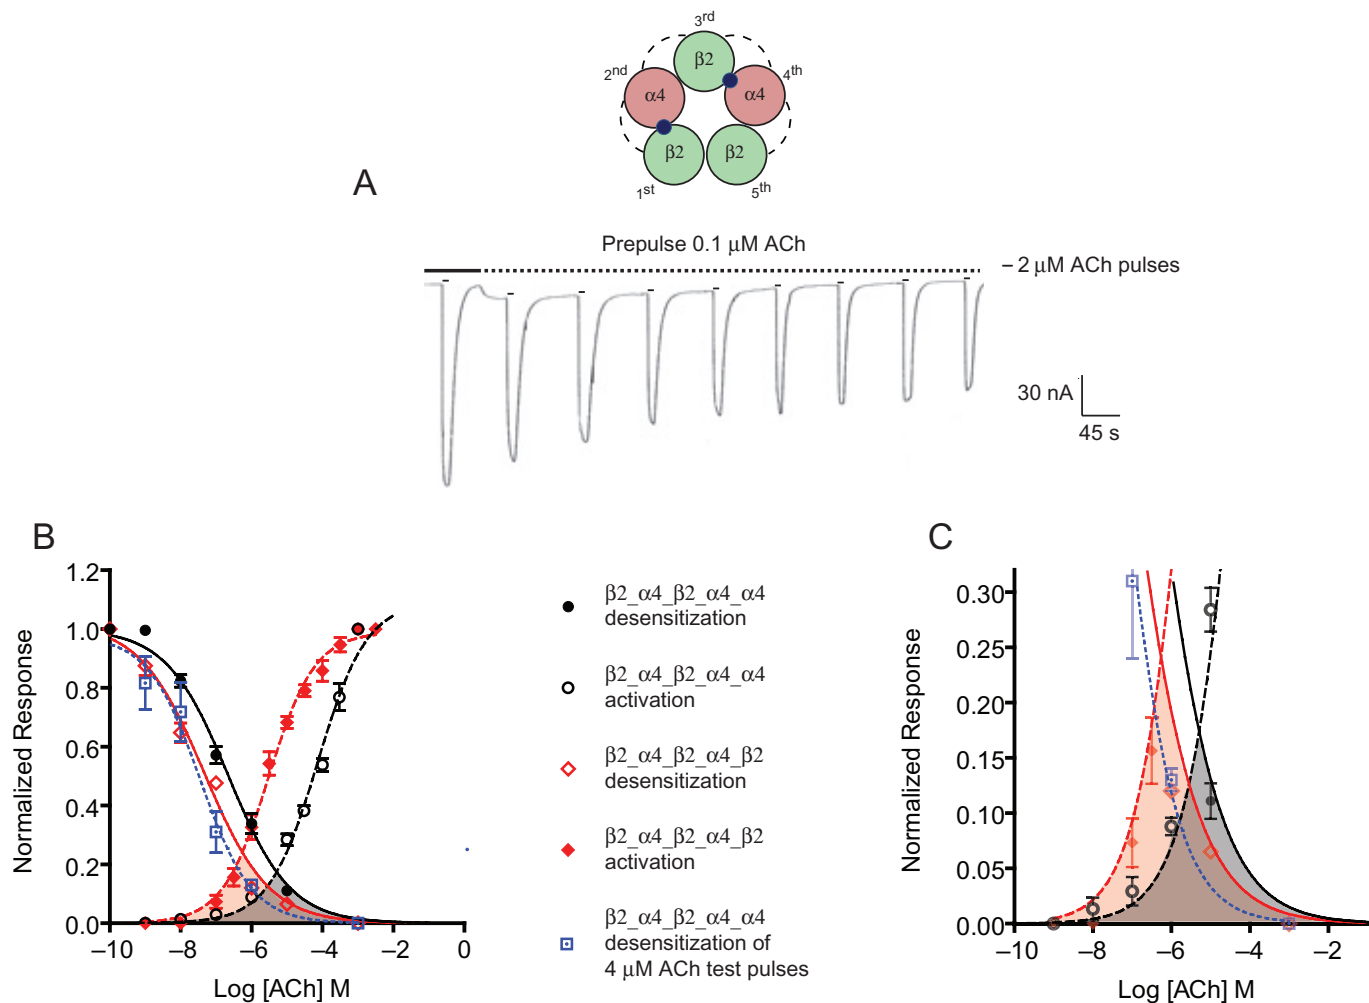 3rd
β2
2nd
4th
α4
α4
β2
β2
1st
5th
A
Prepulse 0.1 μM ACh
– 2 μM ACh pulses
30 nA
45 s
B
1.2
1.0
0.8
0.6
0.4
0.2
0.0
Normalized Response
–10
–8
–6
–4
–2
0
Log [ACh] M
β2_α4_β2_α4_α4
desensitization
β2_α4_β2_α4_α4
activation
β2_α4_β2_α4_β2
desensitization
β2_α4_β2_α4_β2
activation
β2_α4_β2_α4_α4
desensitization of
4 μM ACh test pulses
C
0.30
0.25
0.20
0.15
0.10
0.05
0.00
Normalized Response
–10
–8
–6
–4
–2
Log [ACh] M